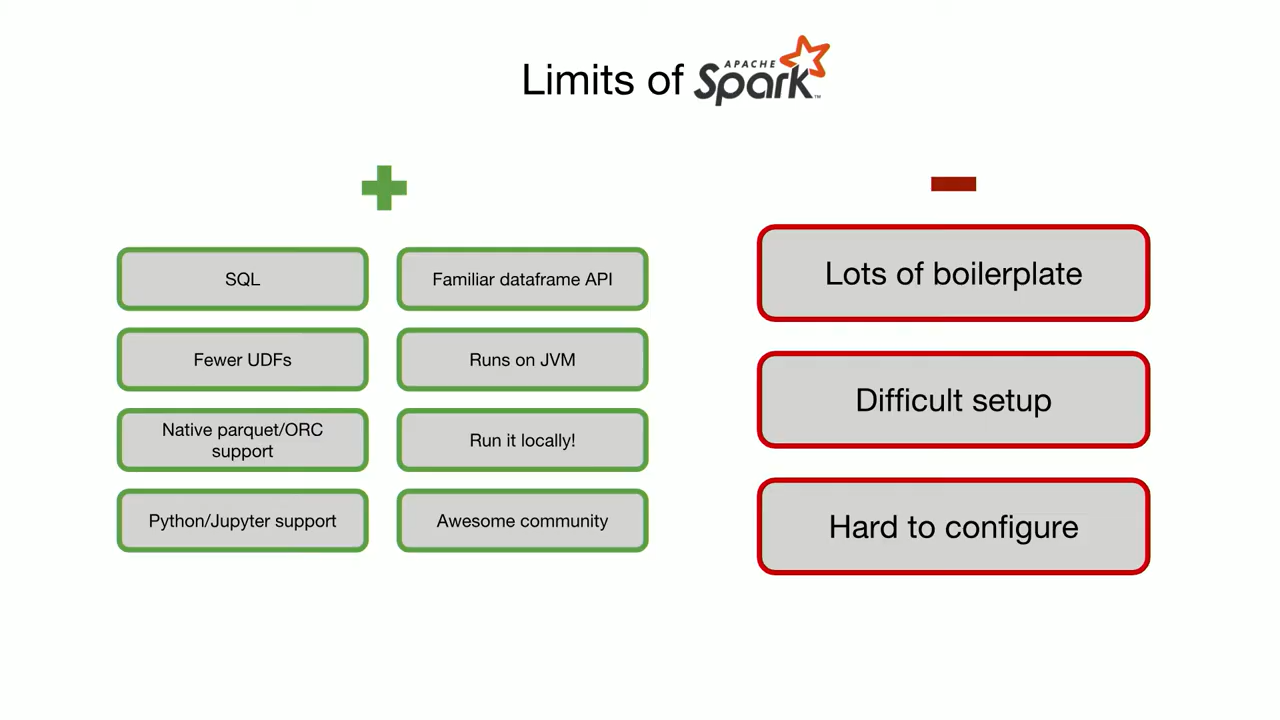 Limits of APACHE Spark™
SQL
Familiar dataframe API
Fewer UDFs
Runs on JVM
Native parquet/ORC
support
Run it locally!
Python/Jupyter support
Awesome community
Lots of boilerplate
Difficult setup
Hard to configure